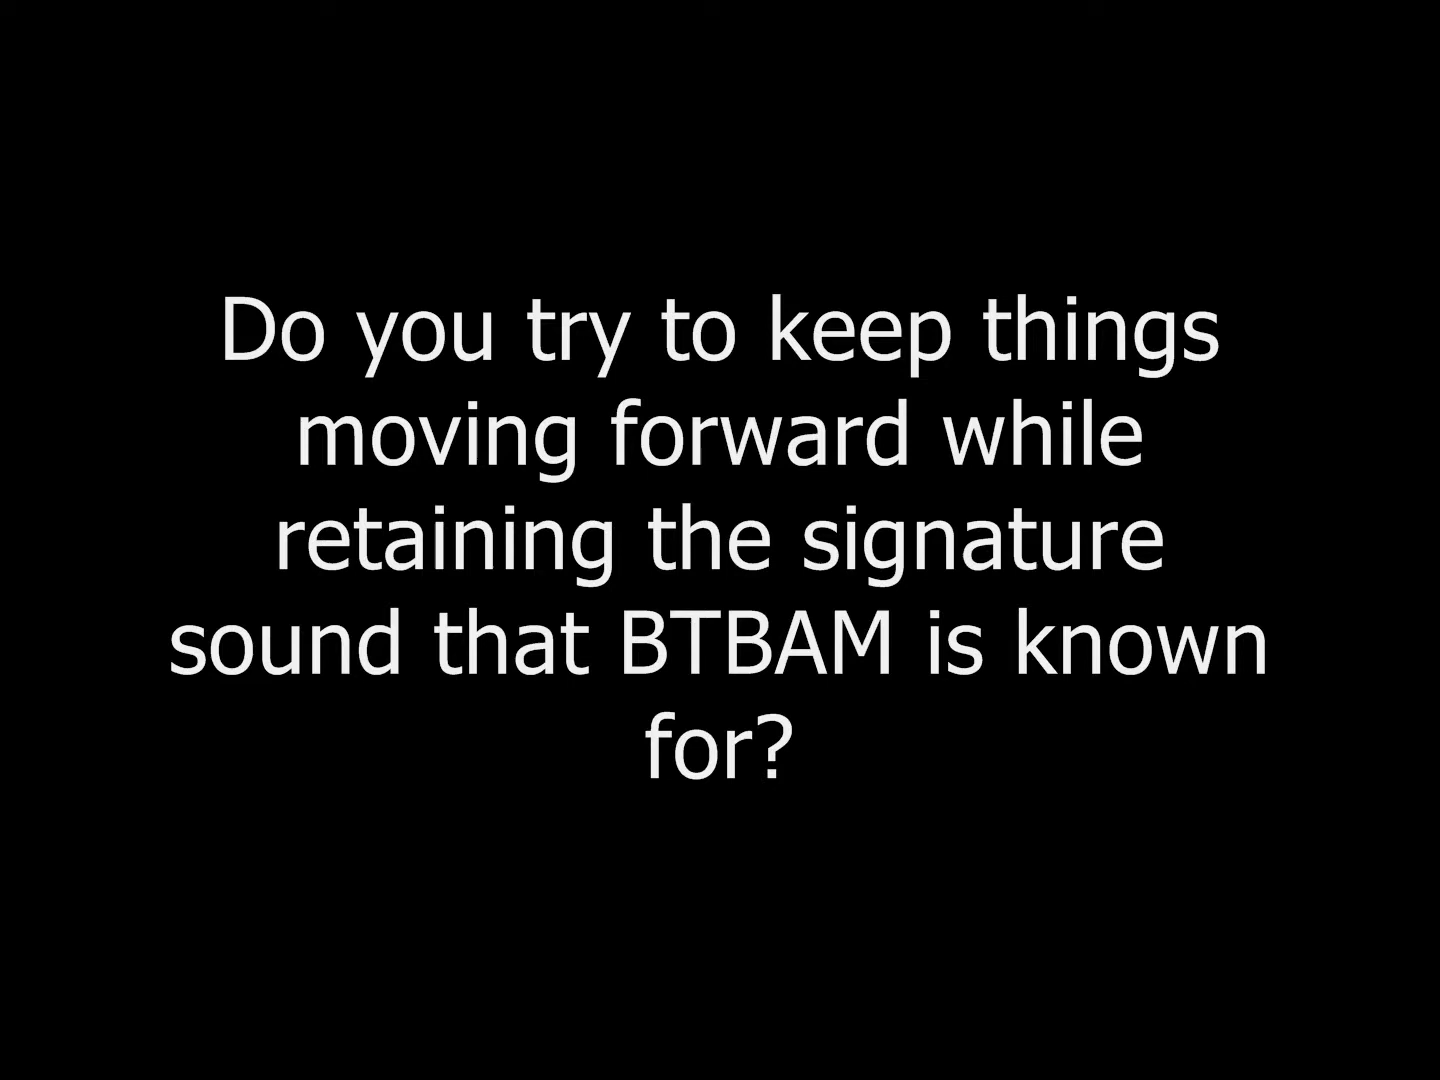 Do you try to keep things
moving forward while
retaining the signature
sound that BTBAM is known
for?